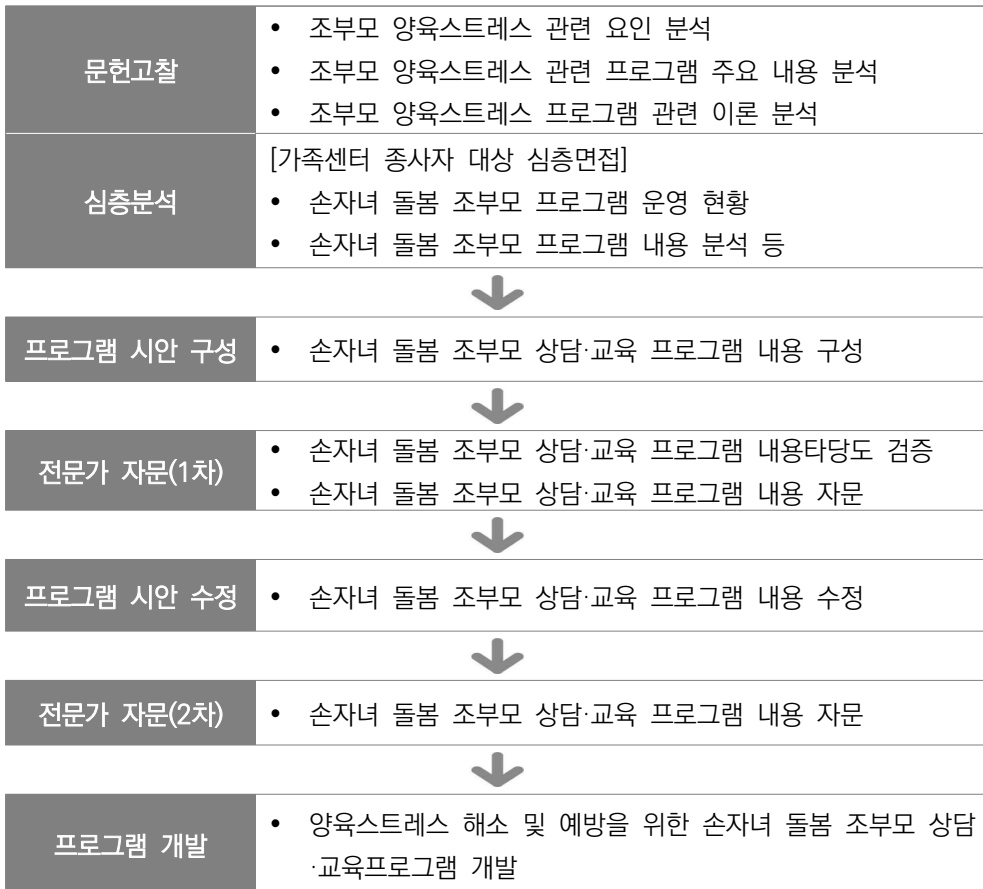 문헌고찰
• 조부모 양육스트레스 관련 요인 분석
• 조부모 양육스트레스 관련 프로그램 주요 내용 분석
• 조부모 양육스트레스 프로그램 관련 이론 분석
심층분석
[가족센터 종사자 대상 심층면접]
• 손자녀 돌봄 조부모 프로그램 운영 현황
• 손자녀 돌봄 조부모 프로그램 내용 분석 등
프로그램 시안 구성
• 손자녀 돌봄 조부모 상담·교육 프로그램 내용 구성
전문가 자문(1차)
• 손자녀 돌봄 조부모 상담·교육 프로그램 내용타당도 검증
• 손자녀 돌봄 조부모 상담·교육 프로그램 내용 자문
프로그램 시안 수정
• 손자녀 돌봄 조부모 상담·교육 프로그램 내용 수정
전문가 자문(2차)
• 손자녀 돌봄 조부모 상담·교육 프로그램 내용 자문
프로그램 개발
• 양육스트레스 해소 및 예방을 위한 손자녀 돌봄 조부모 상담
·교육프로그램 개발